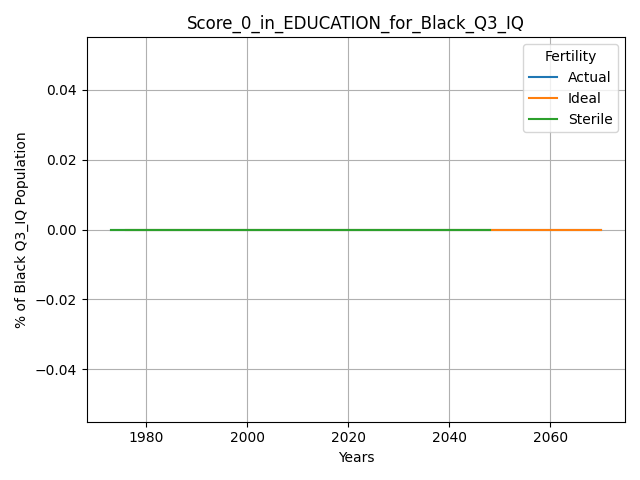 Score_0_in_EDUCATION_for_Black_Q3_IQ
Fertility
Actual
Ideal
Sterile
% of Black Q3_IQ Population
0.04
0.02
0.00
−0.02
−0.04
1980 2000 2020 2040 2060
Years